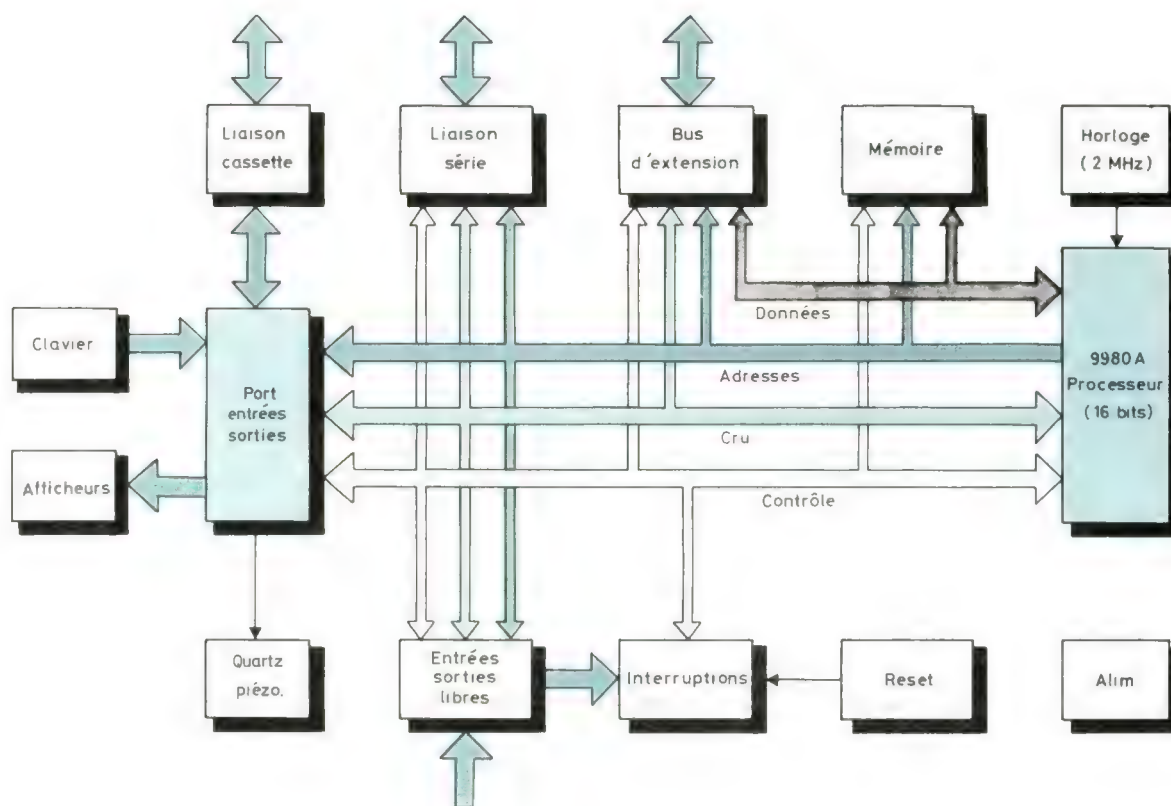 Liaison
cassette
Liaison
série
Bus
d'extension
Mémoire
Horloge
(2 MHz)
Clavier
Données
Adresses
Port
entrées
sorties
9980A
Processeur
(16 bits)
Cru
Afficheurs
Contrôle
Quartz
piézo.
Entrées
sorties
libres
Interruptions
Reset
Alim